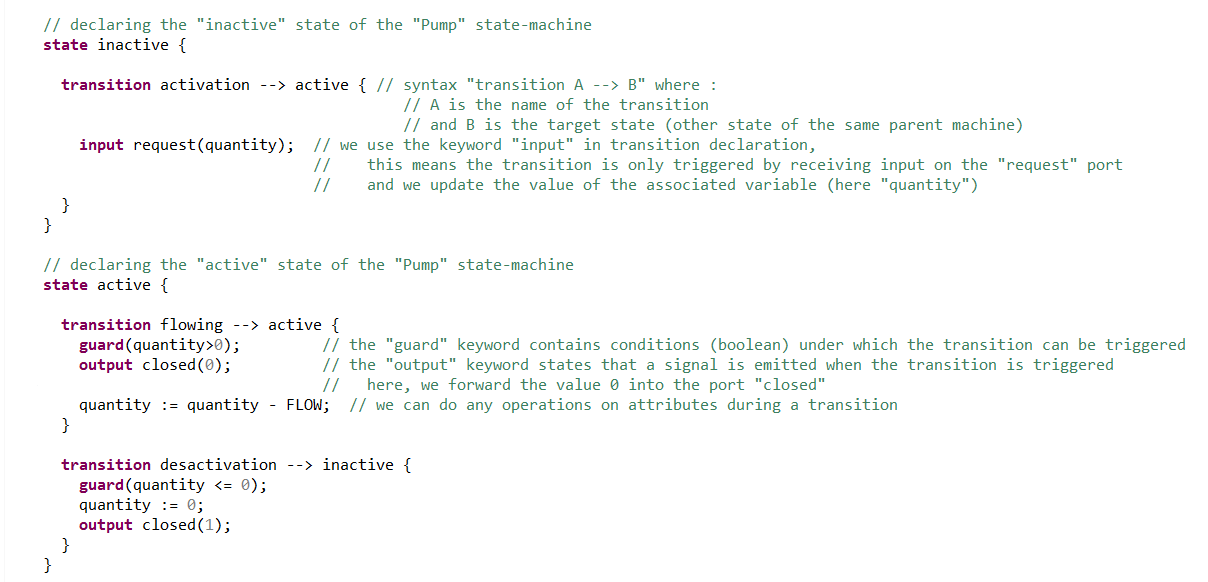 // declaring the "inactive" state of the "Pump" state-machine
state inactive {
transition activation --> active { // syntax "transition A --> B" where :
// A is the name of the transition
// and B is the target state (other state of the same parent machine)
input request(quantity); // we use the keyword "input" in transition declaration,
// this means the transition is only triggered by receiving input on the "request" port
// and we update the value of the associated variable (here "quantity")
}
}
// declaring the "active" state of the "Pump" state-machine
state active {
transition flowing --> active {
guard(quantity>0); // the "guard" keyword contains conditions (boolean) under which the transition can be triggered
output closed(0); // the "output" keyword states that a signal is emitted when the transition is triggered
// here, we forward the value 0 into the port "closed"
quantity := quantity - FLOW; // we can do any operations on attributes during a transition
}
transition desactivation --> inactive {
guard(quantity <= 0);
quantity := 0;
output closed(1);
}
}